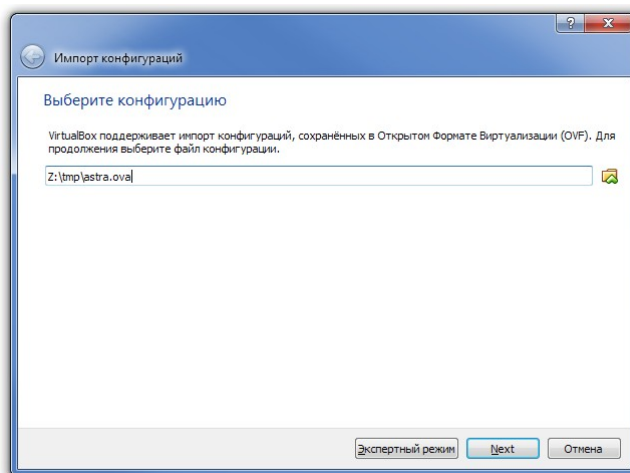 ?
x
Импорт конфигураций
Выберите конфигурацию
VirtualBox поддерживает импорт конфигураций, сохранённых в Открытом Формате Виртуализации (OVF). Для
продолжения выберите файл конфигурации.
Z:\tmp\astra.ova
Экспертный режим Next Отмена